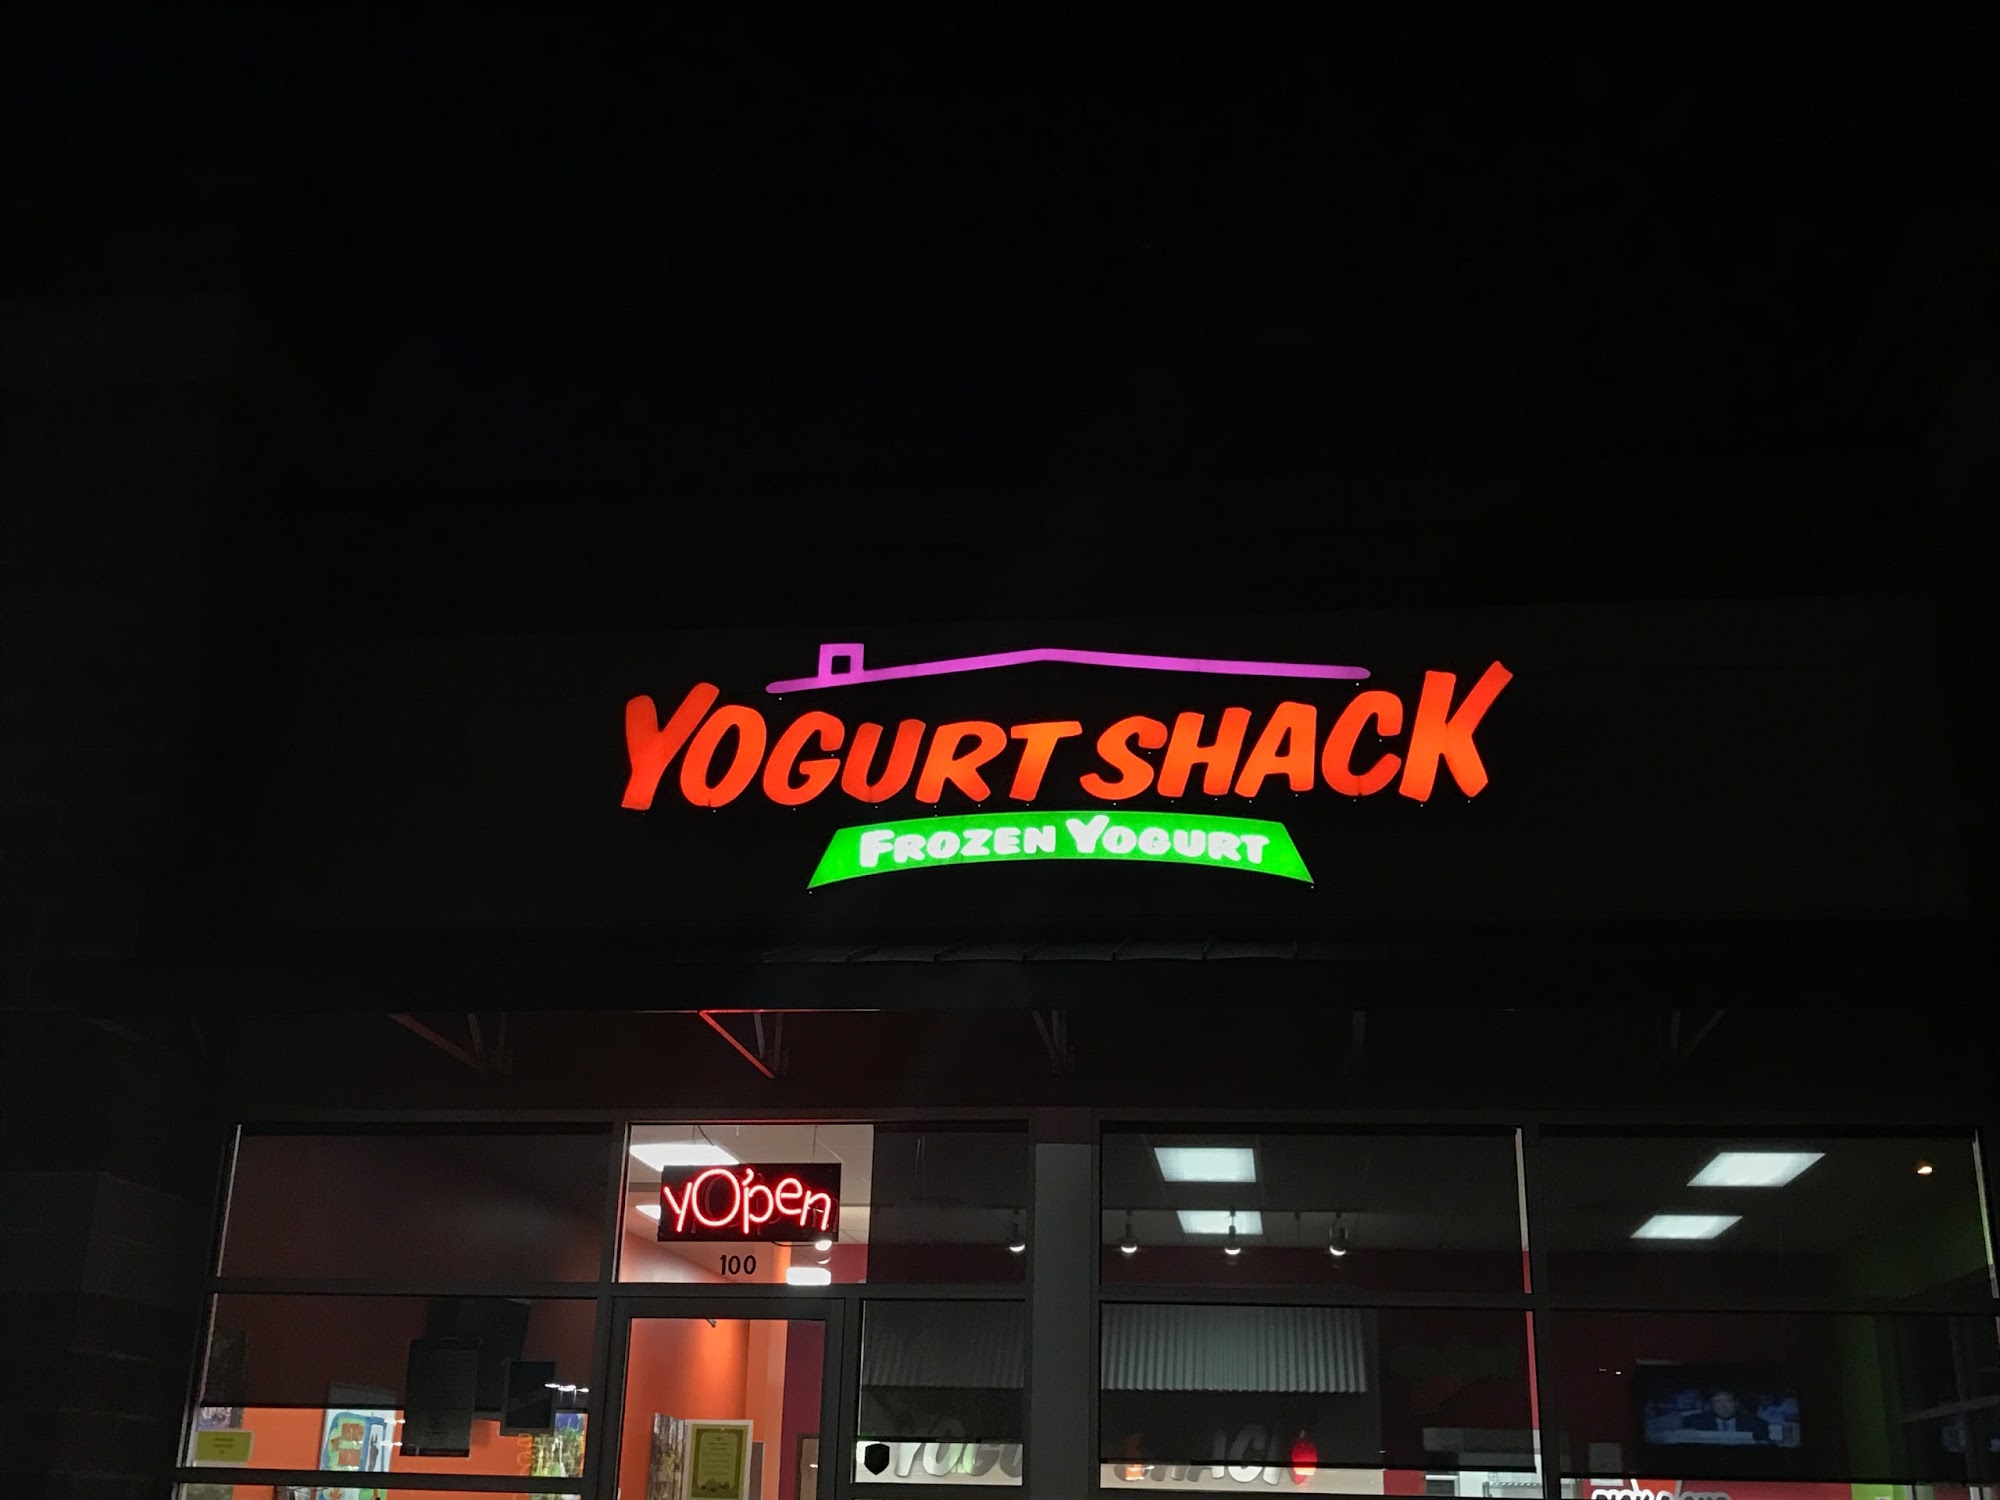 YOGURT SHACK
FROZEN YOGURT
yO'pen
100